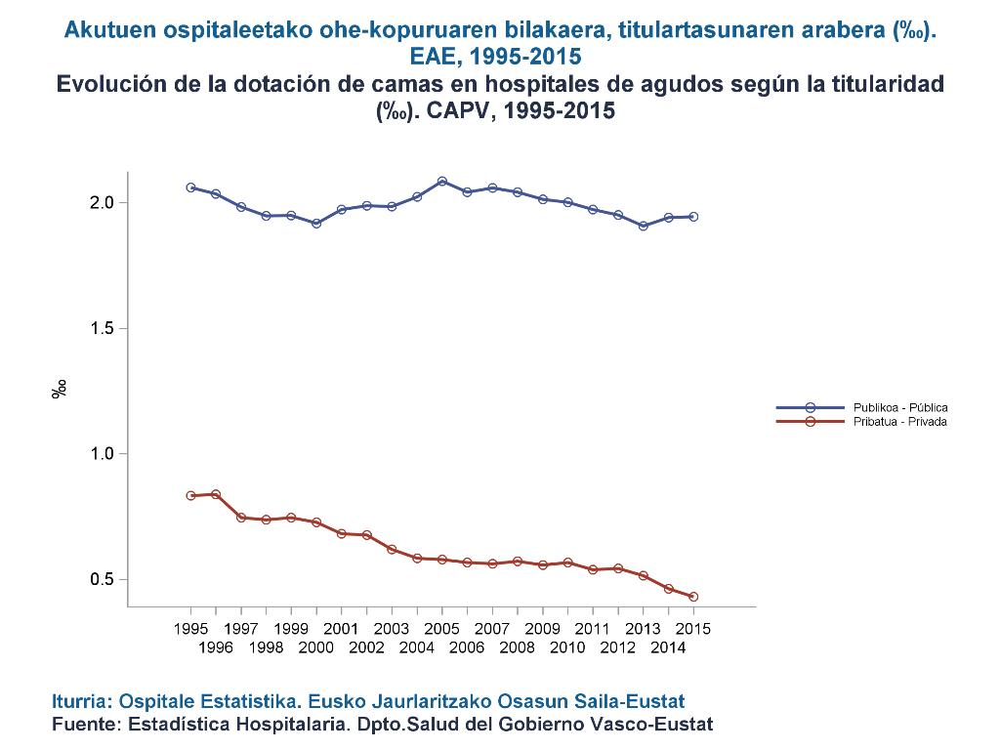 Akutuen ospitaleetako ohe-kopuruaren bilakaera, titulartasunaren arabera (‰).
EAE, 1995-2015
Evolución de la dotación de camas en hospitales de agudos según la titularidad
(‰). CAPV, 1995-2015
2.0
1.5
‰
1.0
0.5
Publikoa - Pública
Pribatua - Privada
1995 1997 1999 2001 2003 2005 2007 2009 2011 2013 2015
1996 1998 2000 2002 2004 2006 2008 2010 2012 2014
Iturria: Ospitale Estatistika. Eusko Jaurlaritzako Osasun Saila-Eustat
Fuente: Estadística Hospitalaria. Dpto.Salud del Gobierno Vasco-Eustat